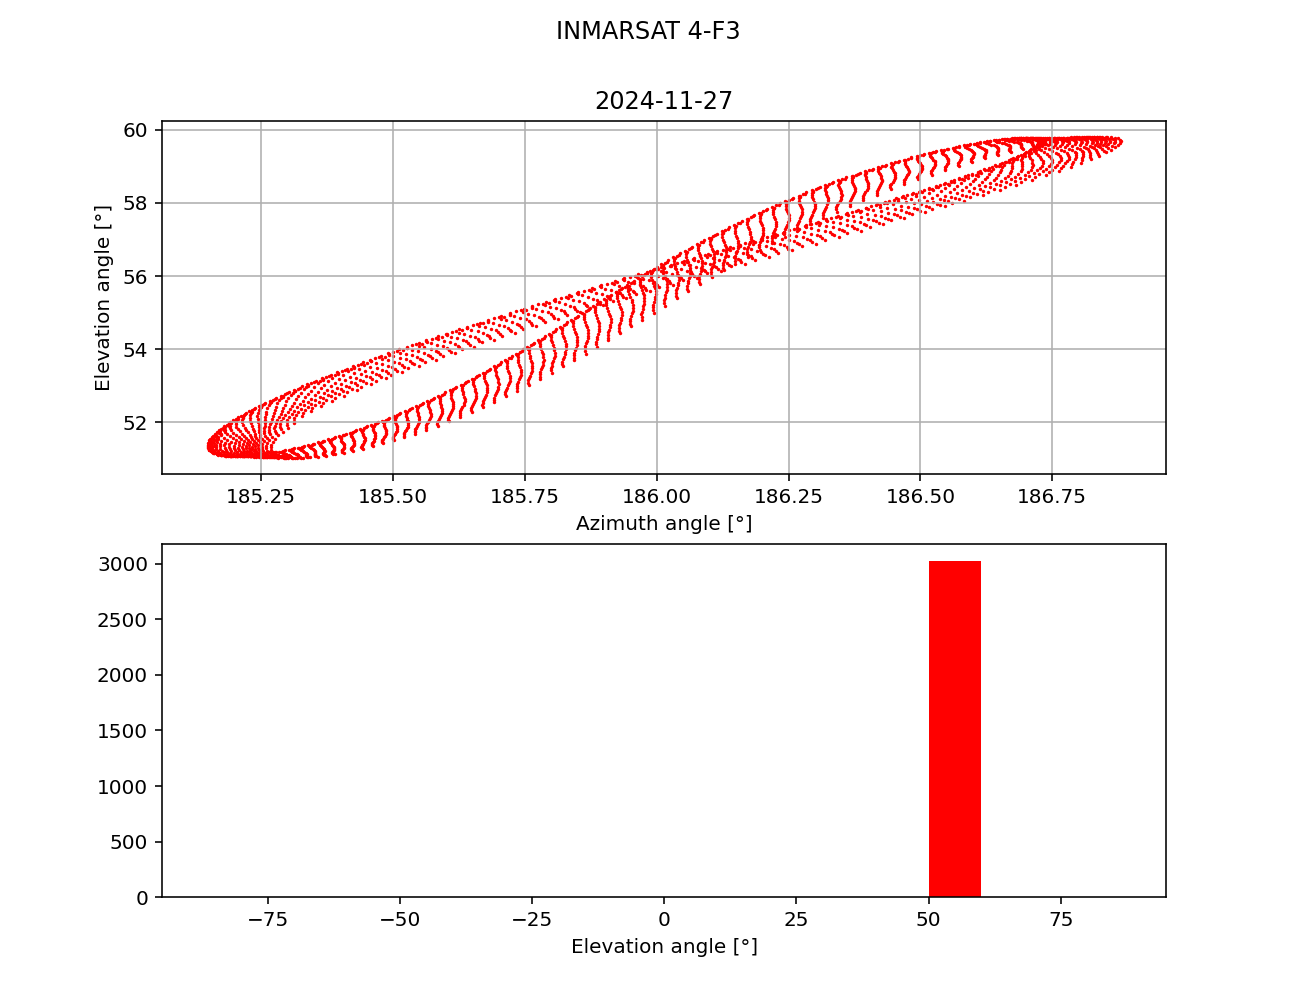 INMARSAT 4-F3
2024-11-27
60
58
56
54
52
Elevation angle [°]
185.25 185.50 185.75 186.00 186.25 186.50 186.75
Azimuth angle [°]
3000
2500
2000
1500
1000
500
0
−75 −50 −25 0 25 50 75
Elevation angle [°]